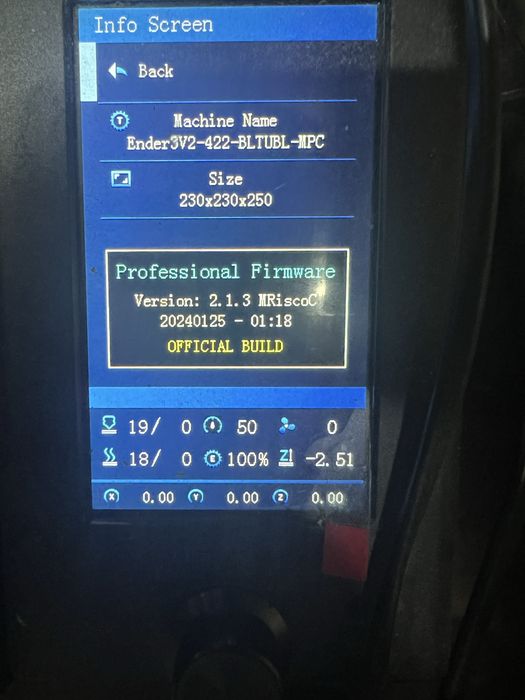 Info Screen
Back
Machine Name
Ender3V2-422-BLTUBL-MPC
Size
230x230x250
Professional Firmware
Version: 2.1.3 MRiscoC
20240125 - 01:18
OFFICIAL BUILD
19/ 0 50 0
18/ 0 E 100% Z -2.51
X 0.00 Y 0.00 Z 0.00